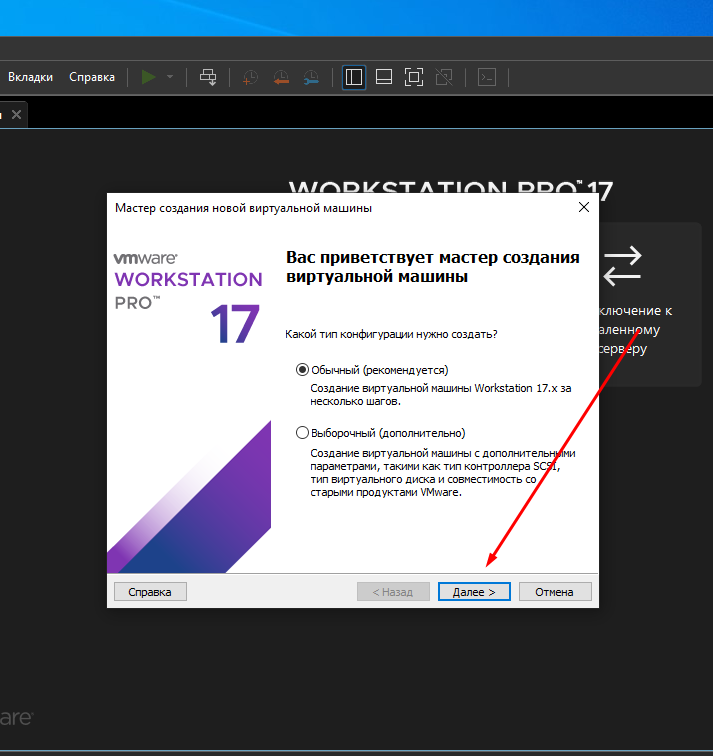 Вкладки Справка
WORKSTATION PRO™ 17
Мастер создания новой виртуальной машины
vmware®
WORKSTATION
PRO™
17
Вас приветствует мастер создания
виртуальной машины
Какой тип конфигурации нужно создать?
Обычный (рекомендуется)
Создание виртуальной машины Workstation 17.x за
несколько шагов.
Выборочный (дополнительно)
Создание виртуальной машины с дополнительными
параметрами, такими как тип контроллера SCSI,
тип виртуального диска и совместимость со
старыми продуктами VMware.
ключение к
аленному
серверу
Справка
< Назад
Далее >
Отмена
are®